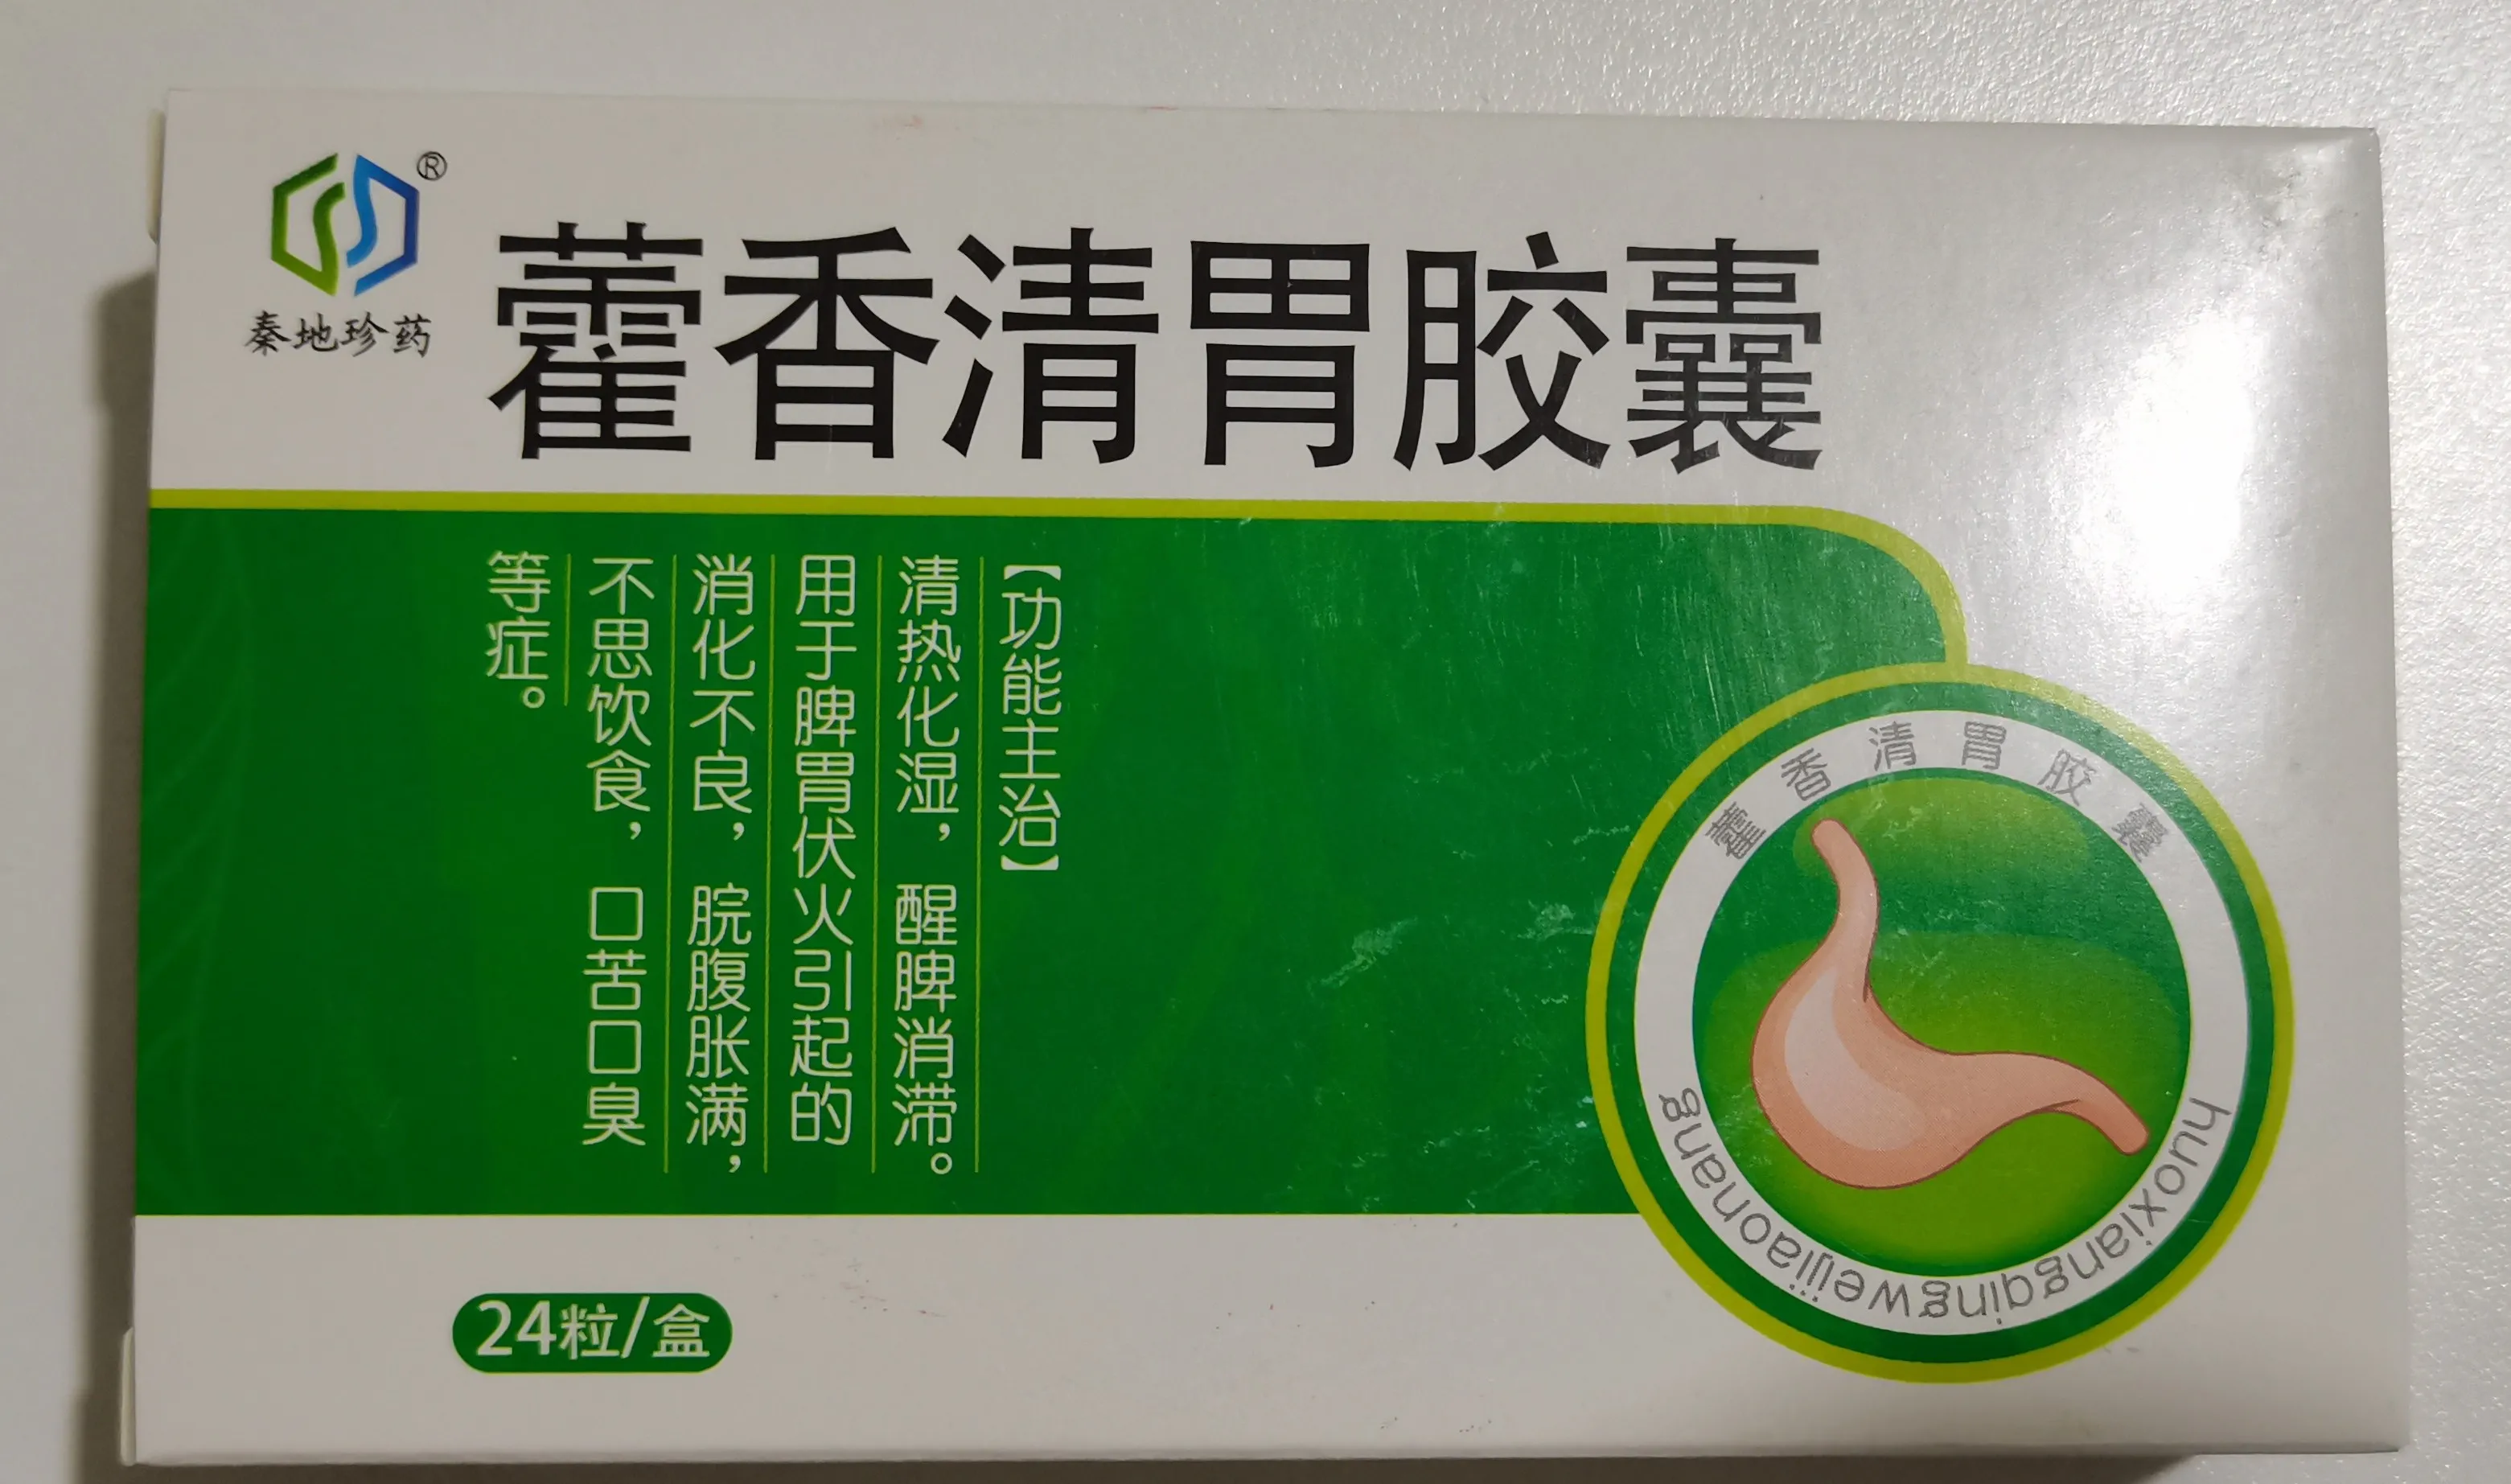 ®
秦地珍药
藿香清胃胶囊
【功能主治】
清热化湿，醒脾消滞。
用于脾胃伏火引起的
消化不良，脘腹胀满，
不思饮食，口苦口臭
等症。
藿香清胃胶囊
huoxiangqingweijiaonang
24粒/盒